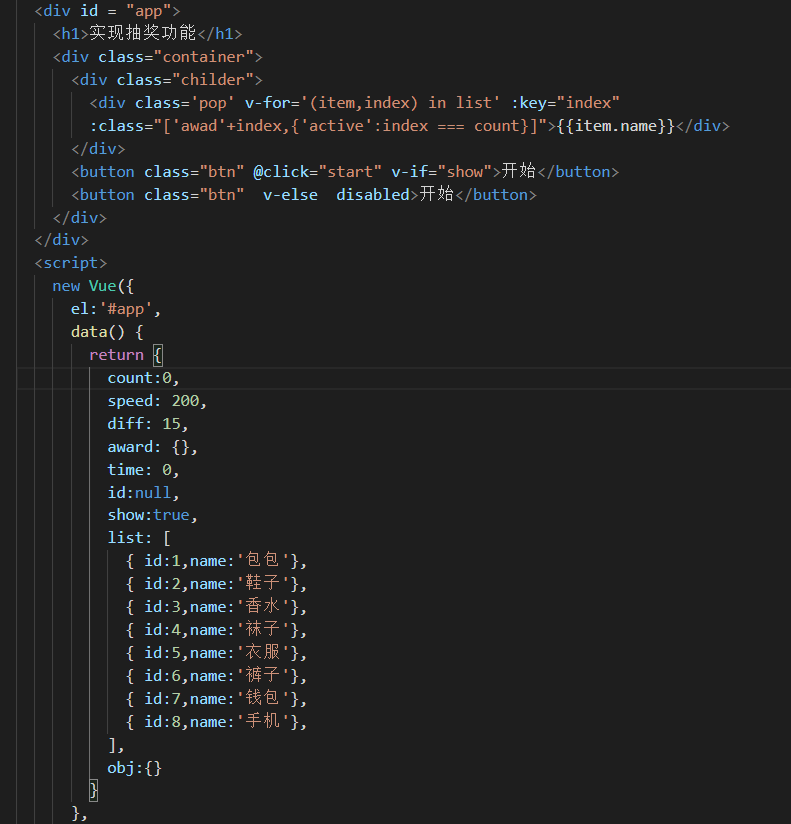 <div id = "app">
<h1>实现抽奖功能</h1>
<div class="container">
<div class="childer">
<div class='pop' v-for='(item,index) in list' :key="index"
:class="['awad'+index,{'active':index === count}]">{{item.name}}</div>
</div>
<button class="btn" @click="start" v-if="show">开始</button>
<button class="btn"  v-else  disabled>开始</button>
</div>
</div>
<script>
new Vue({
el:'#app',
data() {
return {
count:0,
speed: 200,
diff: 15,
award: {},
time: 0,
id:null,
show:true,
list: [
{ id:1,name:'包包'},
{ id:2,name:'鞋子'},
{ id:3,name:'香水'},
{ id:4,name:'袜子'},
{ id:5,name:'衣服'},
{ id:6,name:'裤子'},
{ id:7,name:'钱包'},
{ id:8,name:'手机'},
],
obj:{}
}
},